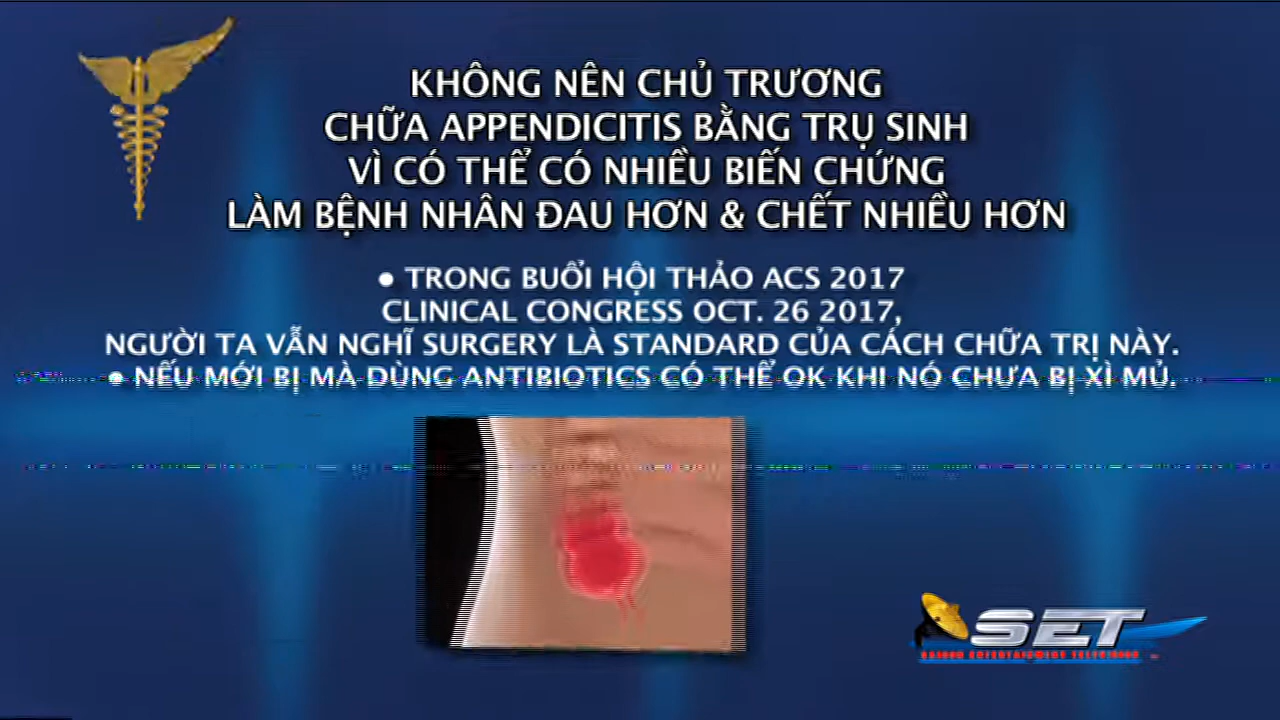 KHÔNG NÊN CHỦ TRƯƠNG
CHỮA APPENDICITIS BẰNG TRỤ SINH
VÌ CÓ THỂ CÓ NHIỀU BIẾN CHỨNG
LÀM BỆNH NHÂN ĐAU HƠN & CHẾT NHIỀU HƠN
● TRONG BUỔI HỘI THẢO ACS 2017
CLINICAL CONGRESS OCT. 26 2017,
NGƯỜI TA VẪN NGHĨ SURGERY LÀ STANDARD CỦA CÁCH CHỮA TRỊ NÀY.
● NẾU MỚI BỊ MÀ DÙNG ANTIBIOTICS CÓ THỂ OK KHI NÓ CHƯA BỊ XÌ MỦ.
SET
SAIGON ENTERTAINMENT TELEVISION